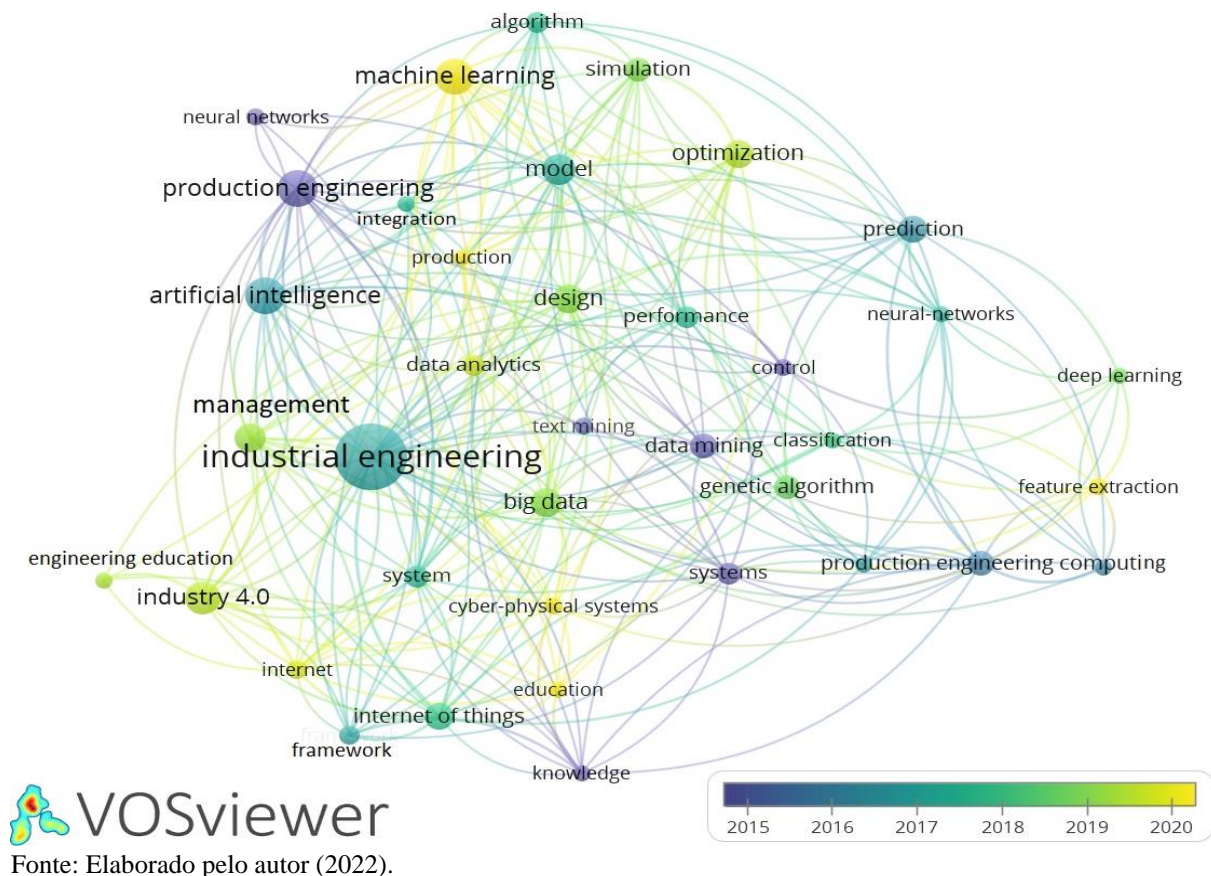 algorithm
machine learning
simulation
neural networks
optimization
model
production engineering
integration
prediction
production
artificial intelligence
design
performance
neural-networks
data analytics
control
deep learning
management
text mining
data mining
classification
industrial engineering
genetic algorithm
feature extraction
big data
engineering education
system
systems
production engineering computing
industry 4.0
cyber-physical systems
internet
education
internet of things
framework
knowledge
VOSviewer
2015 2016 2017 2018 2019 2020
Fonte: Elaborado pelo autor (2022).